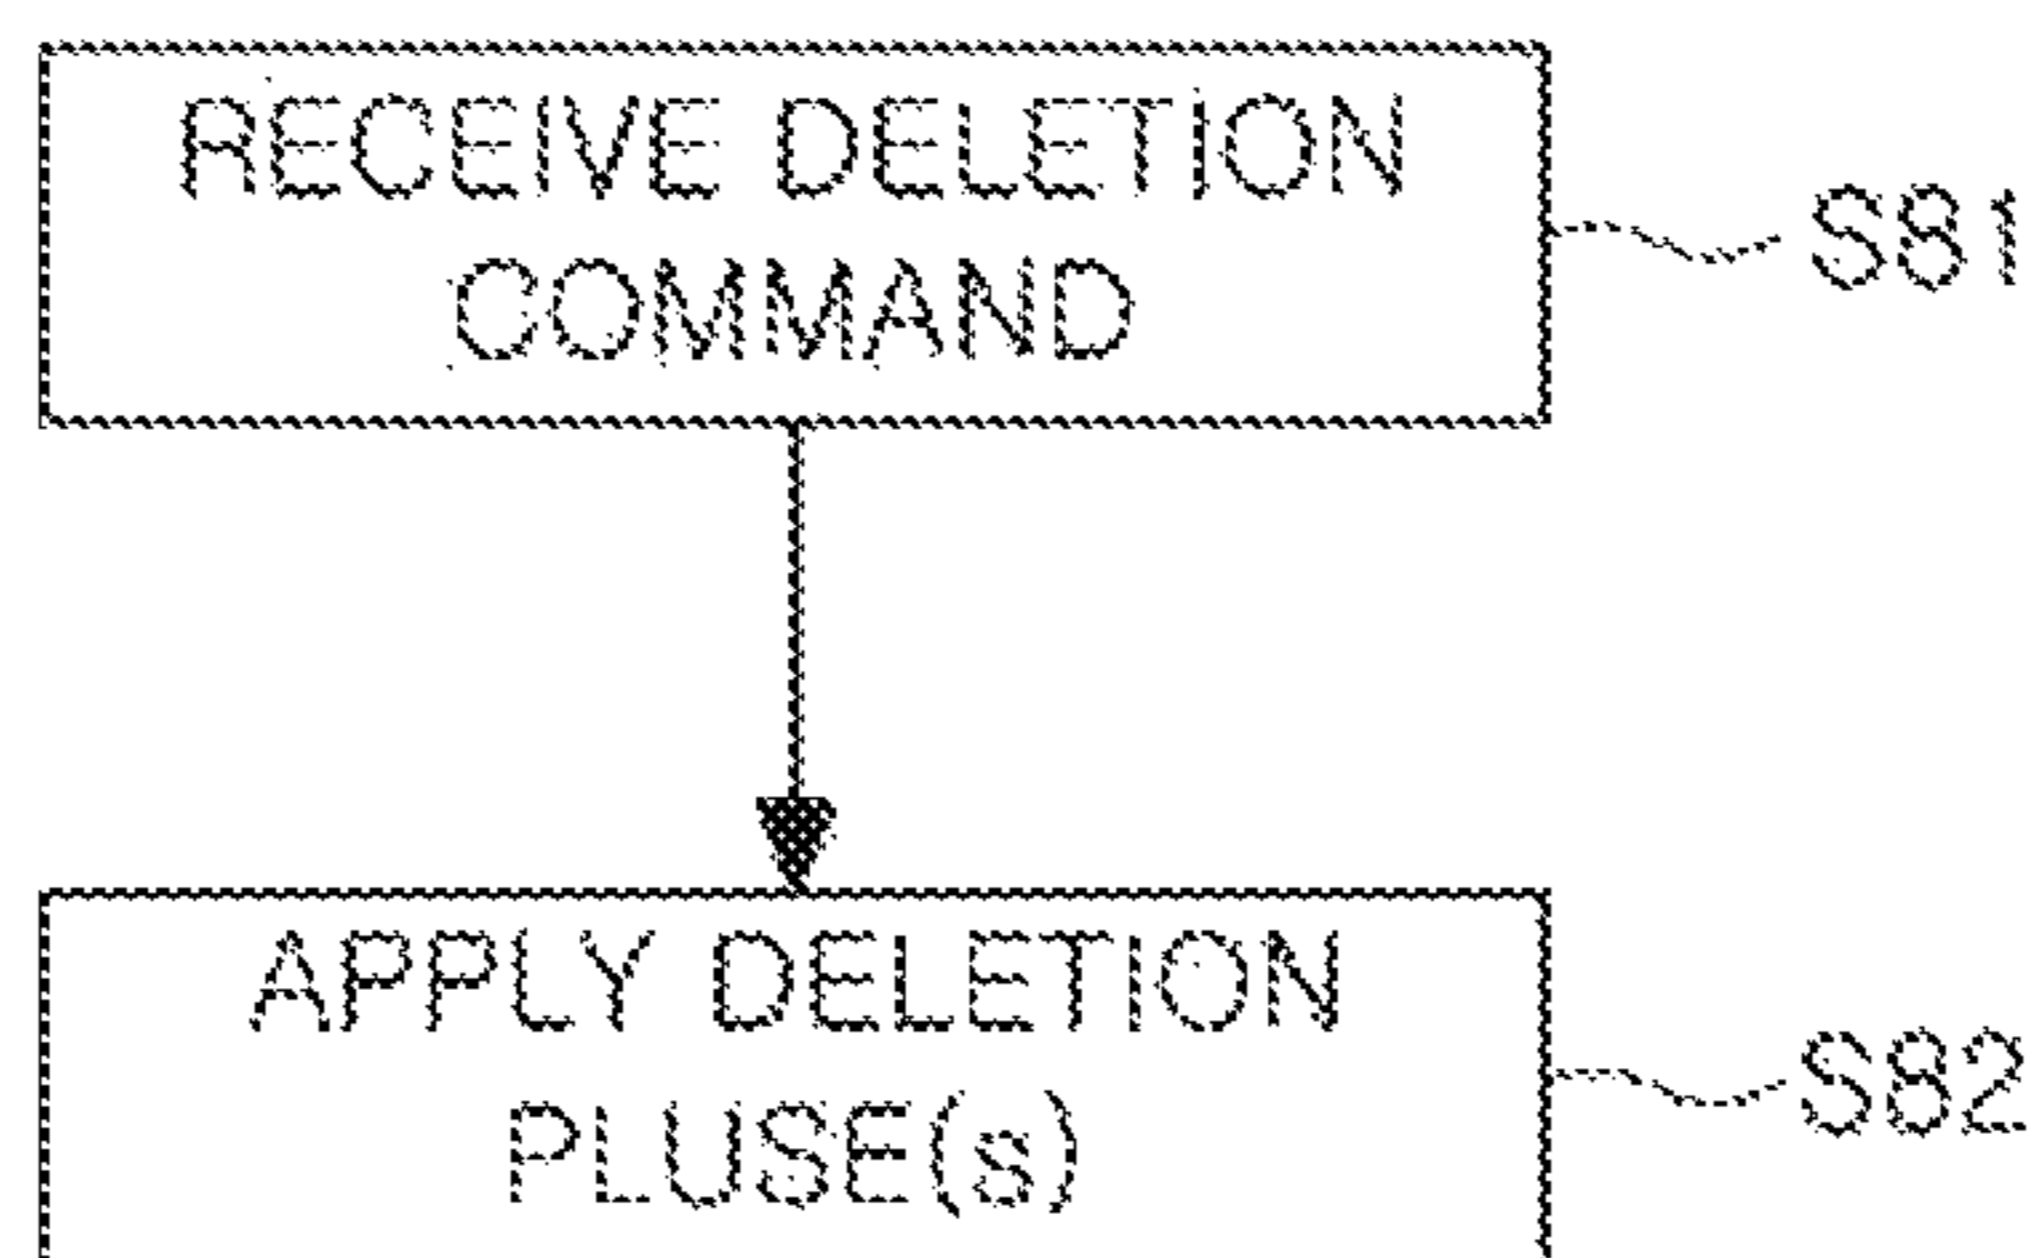 RECEIVE DELETION
COMMAND
S81
APPLY DELETION
PLUSE(s)
S82